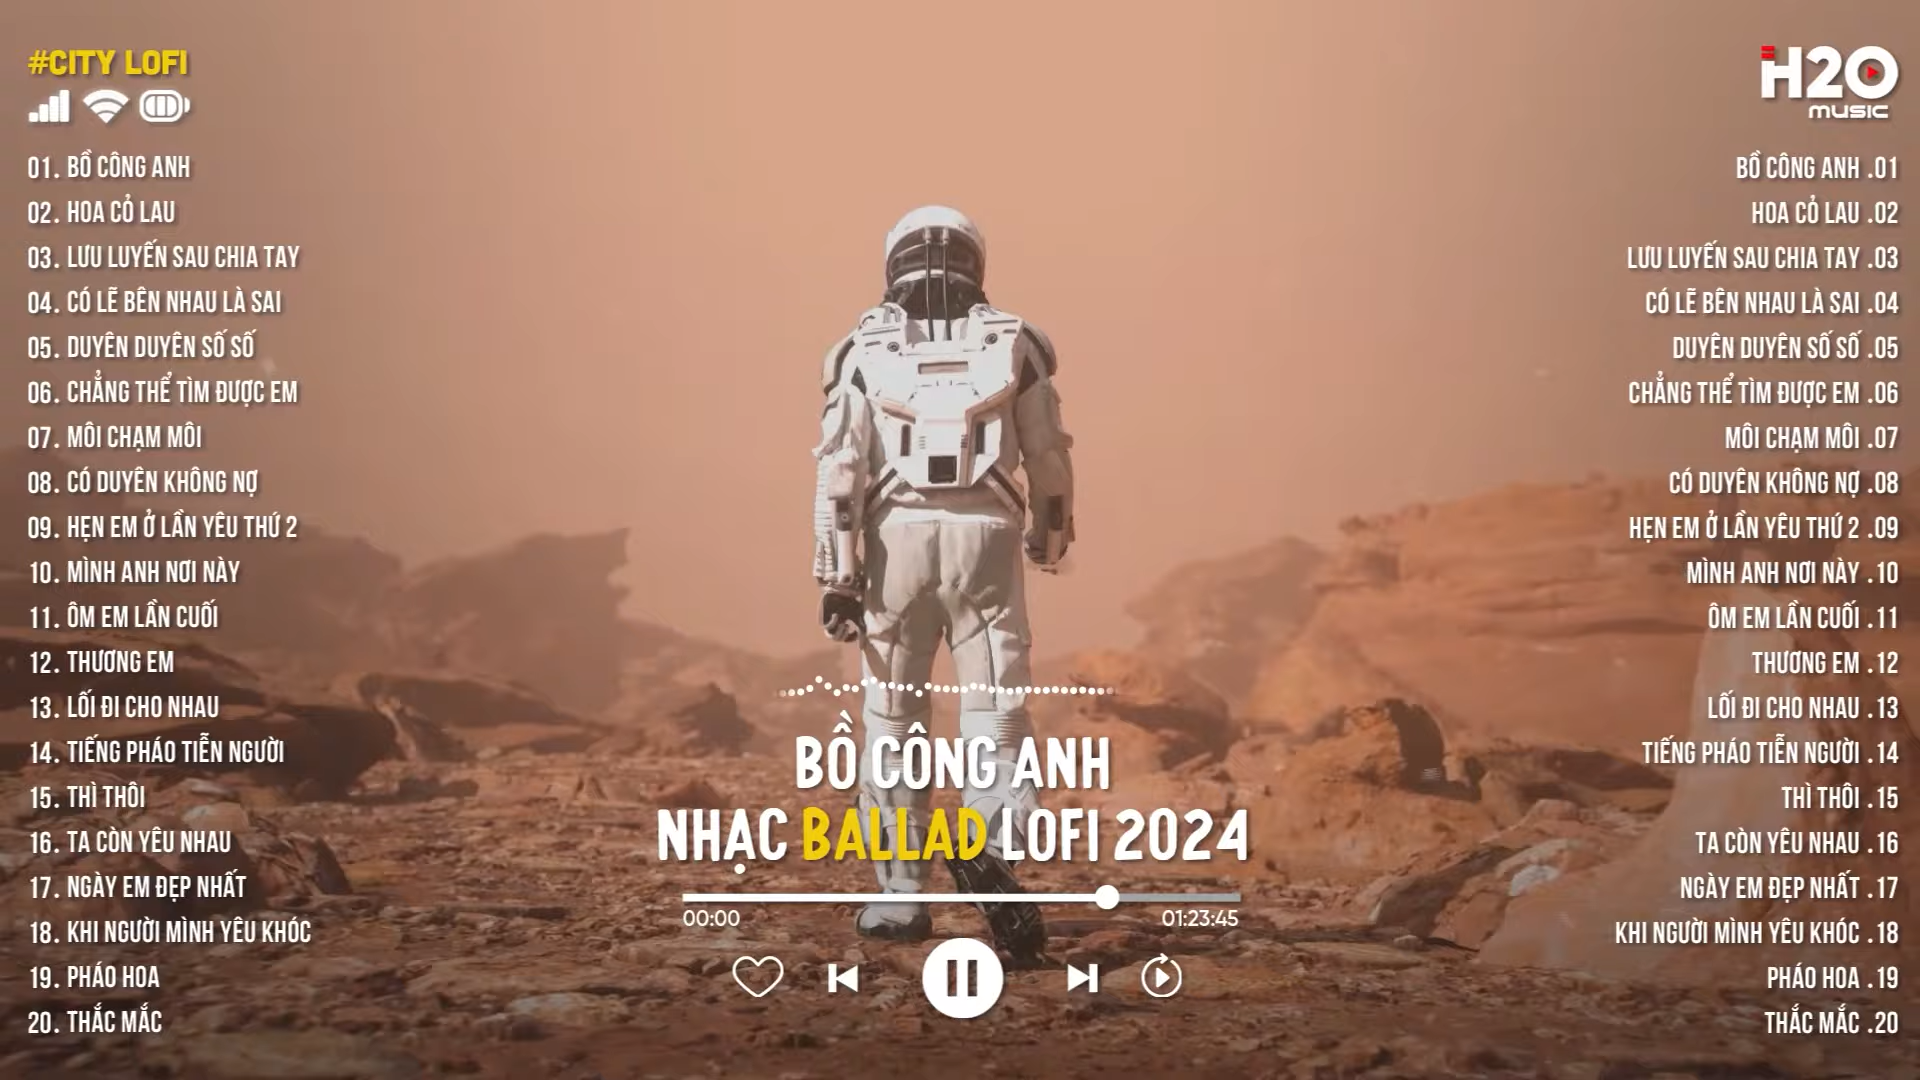 #CITY LOFI
01. BỒ CÔNG ANH
02. HOA CỎ LAU
03. LƯU LUYẾN SAU CHIA TAY
04. CÓ LẼ BÊN NHAU LÀ SAI
05. DUYÊN DUYÊN SỐ SỐ
06. CHẲNG THỂ TÌM ĐƯỢC EM
07. MÔI CHẠM MÔI
08. CÓ DUYÊN KHÔNG NỢ
09. HẸN EM Ở LẦN YÊU THỨ 2
10. MÌNH ANH NƠI NÀY
11. ÔM EM LẦN CUỐI
12. THƯƠNG EM
13. LỐI ĐI CHO NHAU
14. TIẾNG PHÁO TIỄN NGƯỜI
15. THÌ THÔI
16. TA CÒN YÊU NHAU
17. NGÀY EM ĐẸP NHẤT
18. KHI NGƯỜI MÌNH YÊU KHÓC
19. PHÁO HOA
20. THẮC MẮC
BỒ CÔNG ANH
NHẠC BALLAD LOFI 2024
00:00 01:23:45
H2O
MUSIC
BỒ CÔNG ANH .01
HOA CỎ LAU .02
LƯU LUYẾN SAU CHIA TAY .03
CÓ LẼ BÊN NHAU LÀ SAI .04
DUYÊN DUYÊN SỐ SỐ .05
CHẲNG THỂ TÌM ĐƯỢC EM .06
MÔI CHẠM MÔI .07
CÓ DUYÊN KHÔNG NỢ .08
HẸN EM Ở LẦN YÊU THỨ 2 .09
MÌNH ANH NƠI NÀY .10
ÔM EM LẦN CUỐI .11
THƯƠNG EM .12
LỐI ĐI CHO NHAU .13
TIẾNG PHÁO TIỄN NGƯỜI .14
THÌ THÔI .15
TA CÒN YÊU NHAU .16
NGÀY EM ĐẸP NHẤT .17
KHI NGƯỜI MÌNH YÊU KHÓC .18
PHÁO HOA .19
THẮC MẮC .20